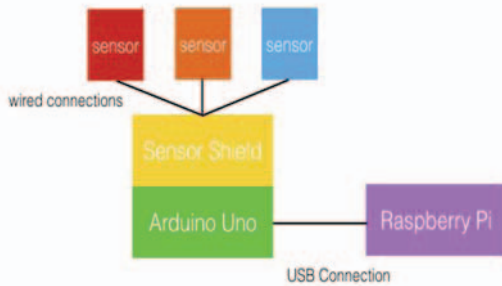 sensor
sensor
sensor
wired connections
Sensor Shield
Arduino Uno
Raspberry Pi
USB Connection